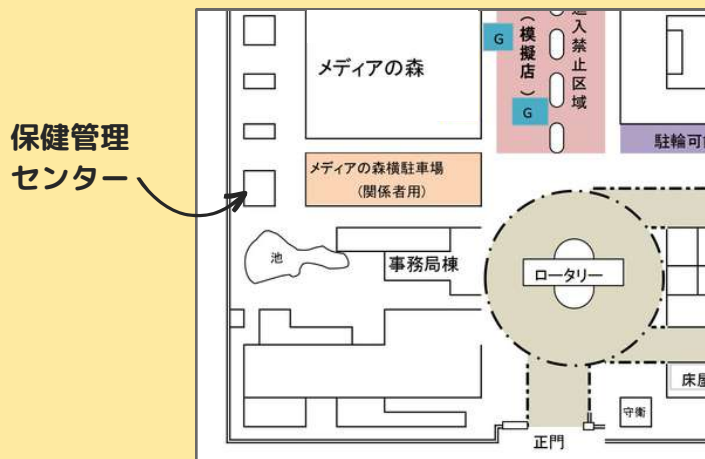 保健管理
センター
メディアの森
G
G
(模擬店)
入禁止区域
メディアの森横駐車場
(関係者用)
駐輪可
池
事務局棟
ロータリー
床屋
守衛
正門